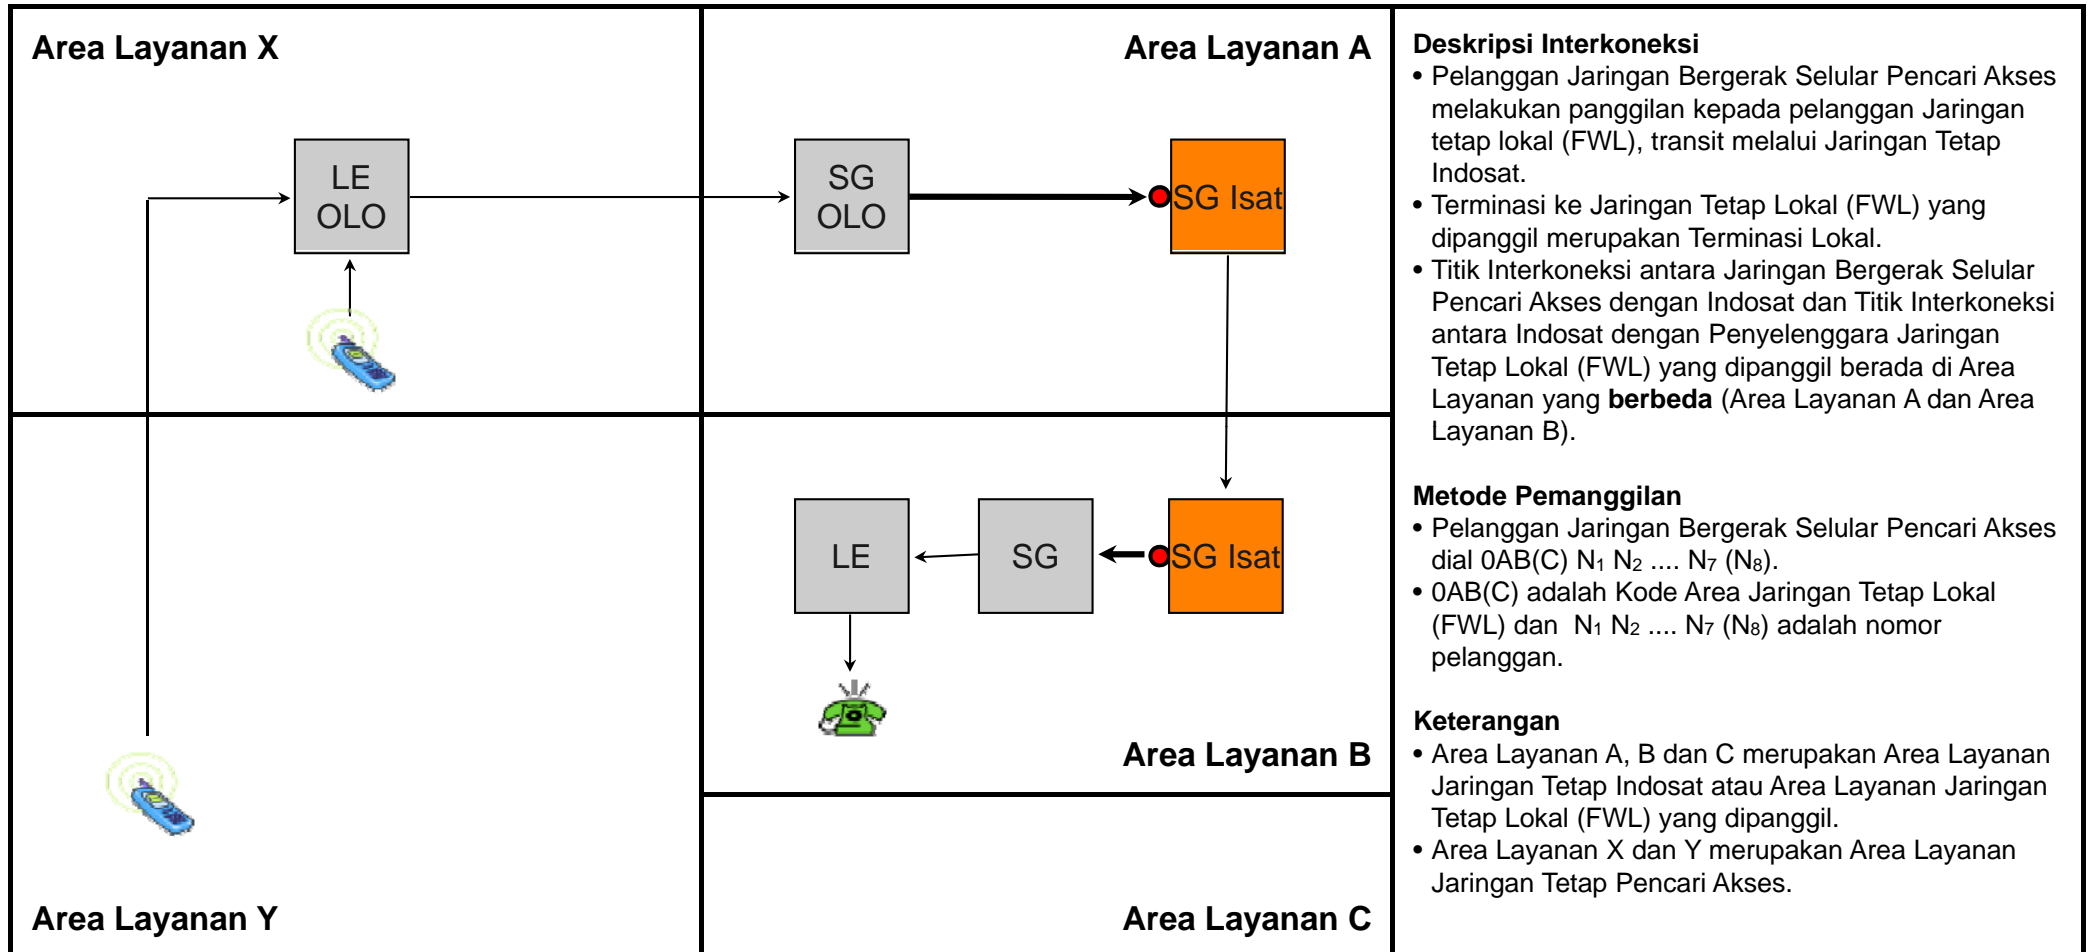 Area Layanan X
Area Layanan A
LE
OLO
SG
OLO
SG Isat
LE
SG
SG Isat
Area Layanan B
Area Layanan Y
Area Layanan C
Deskripsi Interkoneksi
• Pelanggan Jaringan Bergerak Selular Pencari Akses
melakukan panggilan kepada pelanggan Jaringan
tetap lokal (FWL), transit melalui Jaringan Tetap
Indosat.
• Terminasi ke Jaringan Tetap Lokal (FWL) yang
dipanggil merupakan Terminasi Lokal.
• Titik Interkoneksi antara Jaringan Bergerak Selular
Pencari Akses dengan Indosat dan Titik Interkoneksi
antara Indosat dengan Penyelenggara Jaringan
Tetap Lokal (FWL) yang dipanggil berada di Area
Layanan yang berbeda (Area Layanan A dan Area
Layanan B).
Metode Pemanggilan
• Pelanggan Jaringan Bergerak Selular Pencari Akses
dial 0AB(C) N₁ N₂ .... N₇ (N₈).
• 0AB(C) adalah Kode Area Jaringan Tetap Lokal
(FWL) dan N₁ N₂ .... N₇ (N₈) adalah nomor
pelanggan.
Keterangan
• Area Layanan A, B dan C merupakan Area Layanan
Jaringan Tetap Indosat atau Area Layanan Jaringan
Tetap Lokal (FWL) yang dipanggil.
• Area Layanan X dan Y merupakan Area Layanan
Jaringan Tetap Pencari Akses.